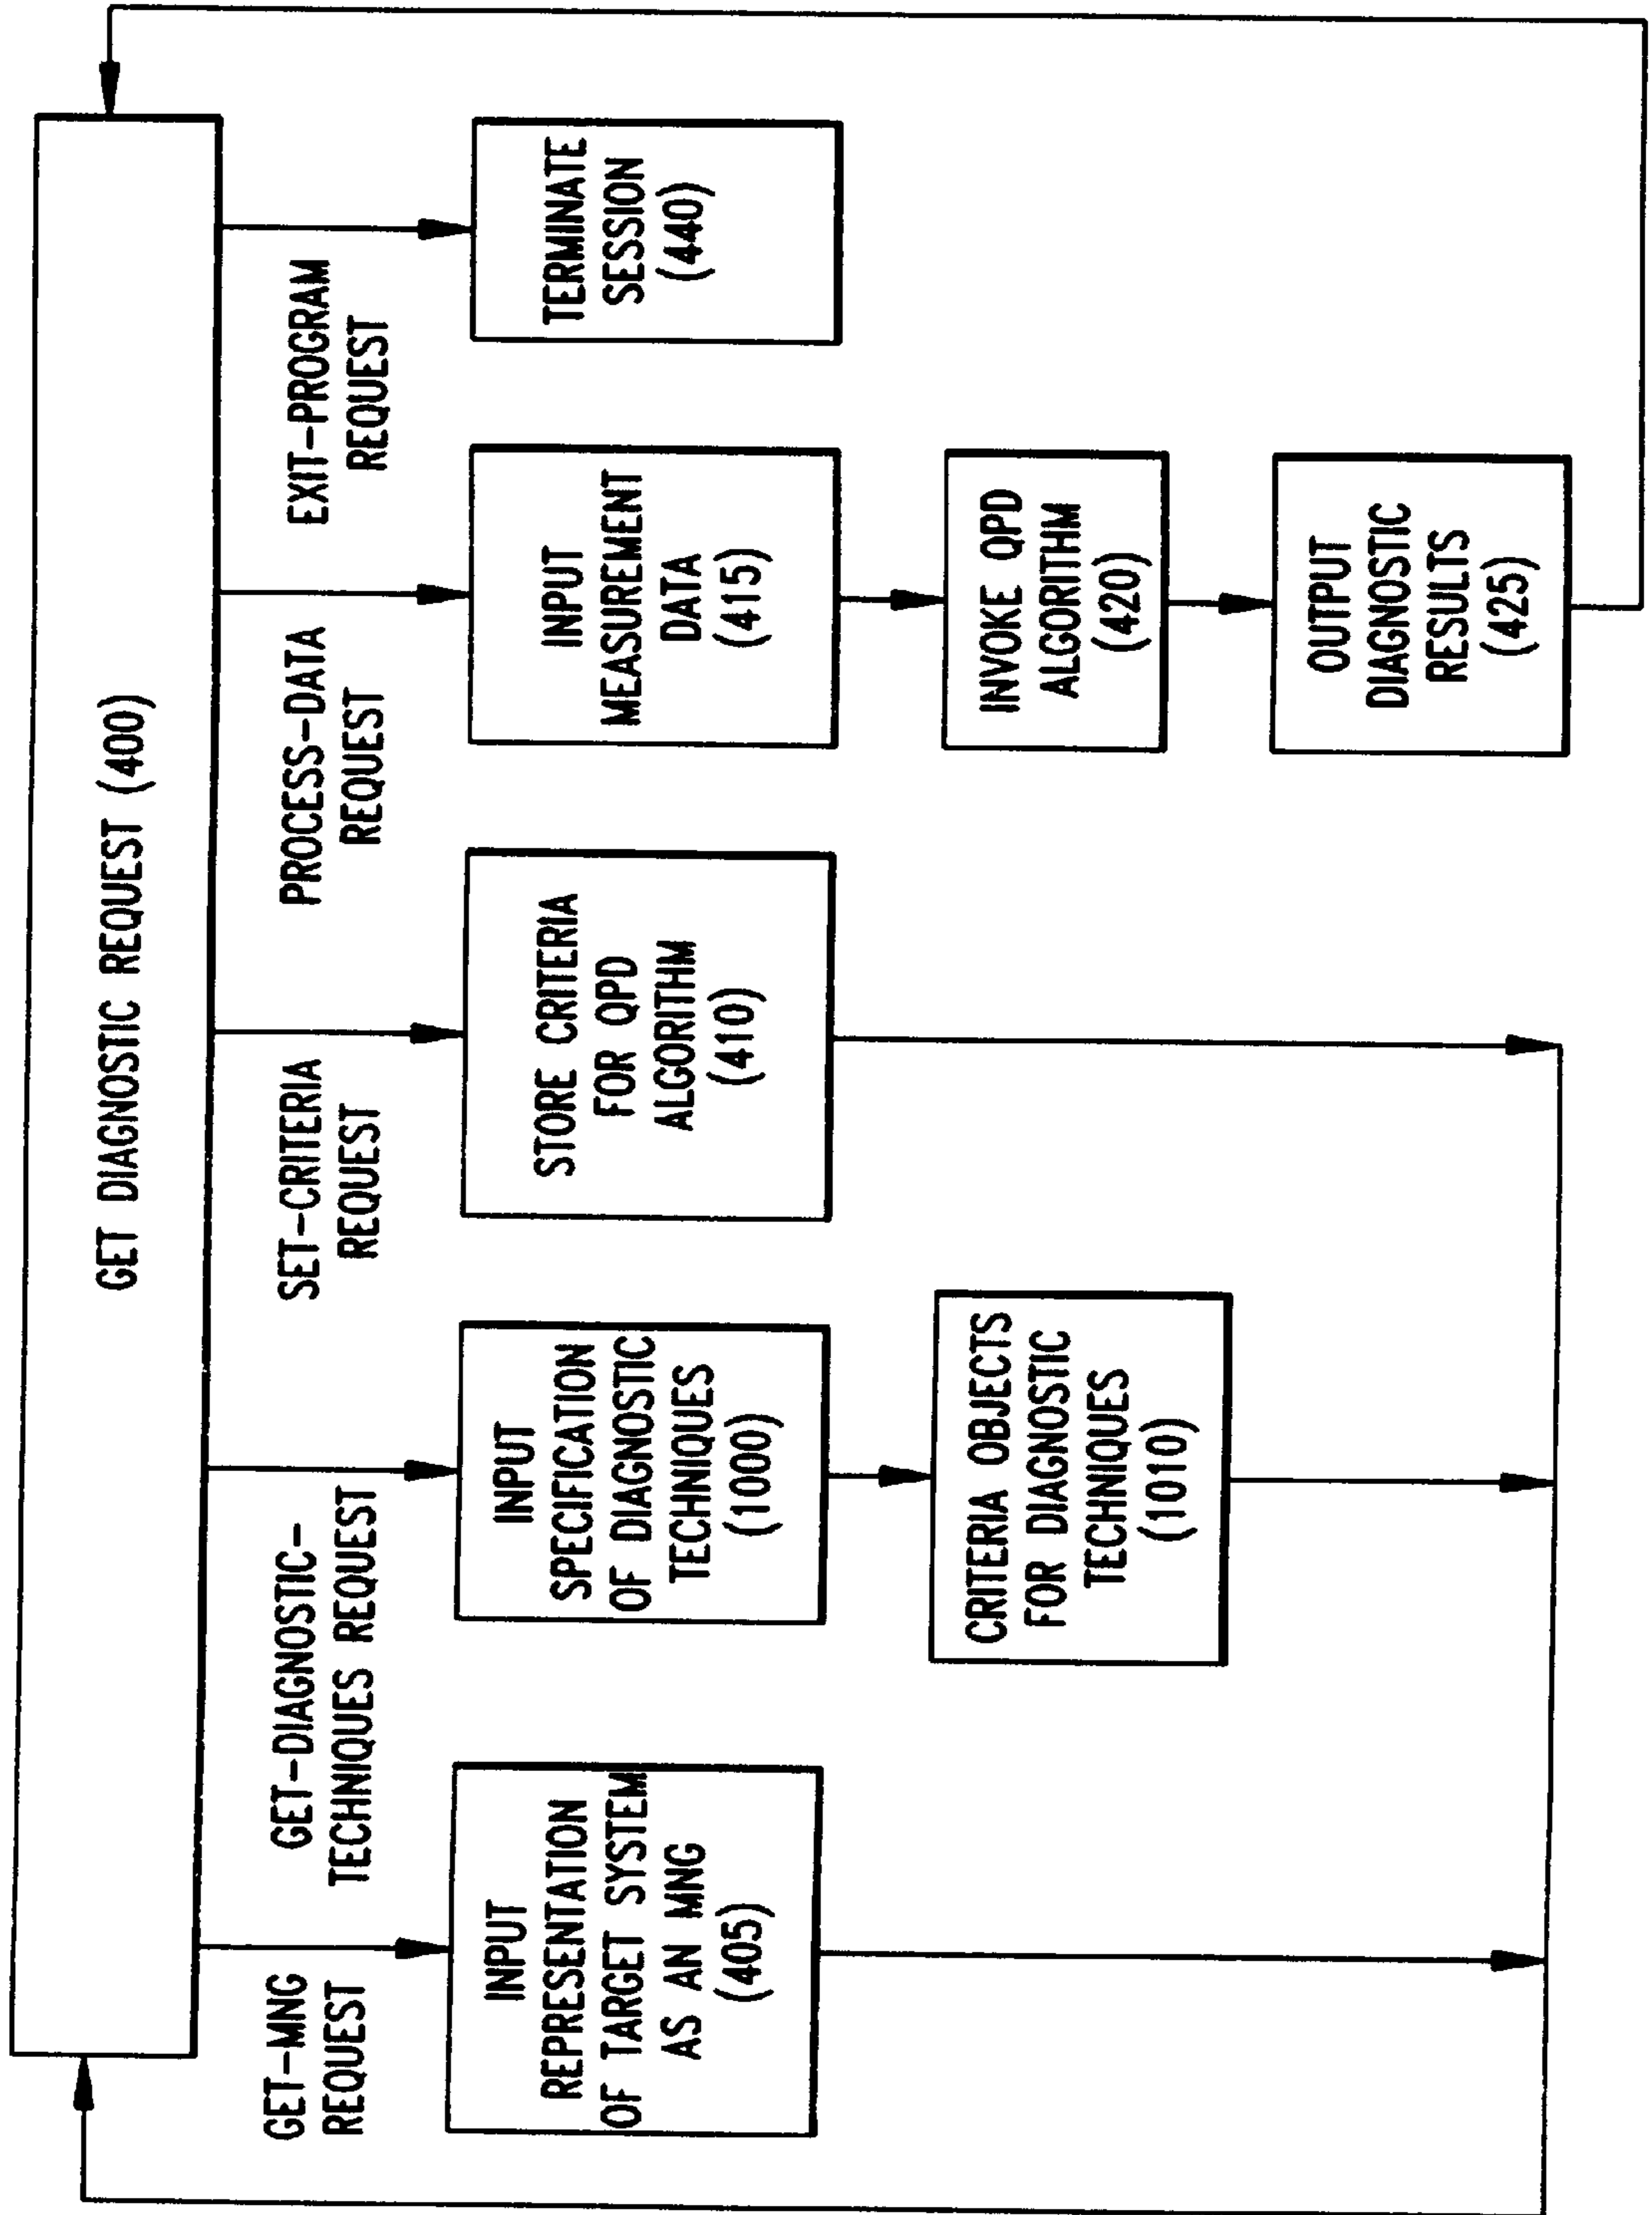 GET DIAGNOSTIC REQUEST (400)
GET-MNG
REQUEST
GET-DIAGNOSTIC-
TECHNIQUES REQUEST
SET-CRITERIA
REQUEST
PROCESS-DATA
REQUEST
EXIT-PROGRAM
REQUEST
INPUT
REPRESENTATION
OF TARGET SYSTEM
AS AN MNG
(405)
INPUT
SPECIFICATION
OF DIAGNOSTIC
TECHNIQUES
(1000)
STORE CRITERIA
FOR QPD
ALGORITHM
(410)
INPUT
MEASUREMENT
DATA
(415)
TERMINATE
SESSION
(440)
CRITERIA OBJECTS
FOR DIAGNOSTIC
TECHNIQUES
(1010)
INVOKE QPD
ALGORITHM
(420)
OUTPUT
DIAGNOSTIC
RESULTS
(425)